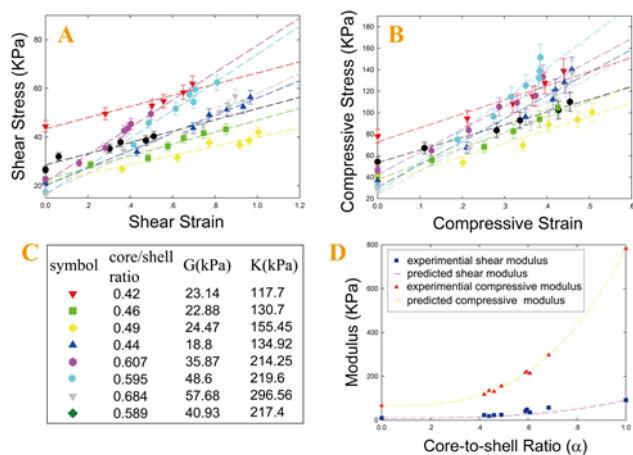 A
Shear Stress (KPa)
80
60
40
20
0.0 .2 .4 .6 .8 1.0 1.2
Shear Strain
B
Compressive Stress (KPa)
180
160
140
120
100
80
60
40
20
0.0 .1 .2 .3 .4 .5 .6
Compressive Strain
C
symbol core/shell ratio G(kPa) K(kPa)
0.42 23.14 117.7
0.46 22.88 130.7
0.49 24.47 155.45
0.44 18.8 134.92
0.607 35.87 214.25
0.595 48.6 219.6
0.684 57.68 296.56
0.589 40.93 217.4
D
experimental shear modulus
predicted shear modulus
experimental compressive modulus
predicted compressive modulus
Modulus (KPa)
800
600
400
200
0
0.0 .2 .4 .6 .8 1.0
Core-to-shell Ratio (α)